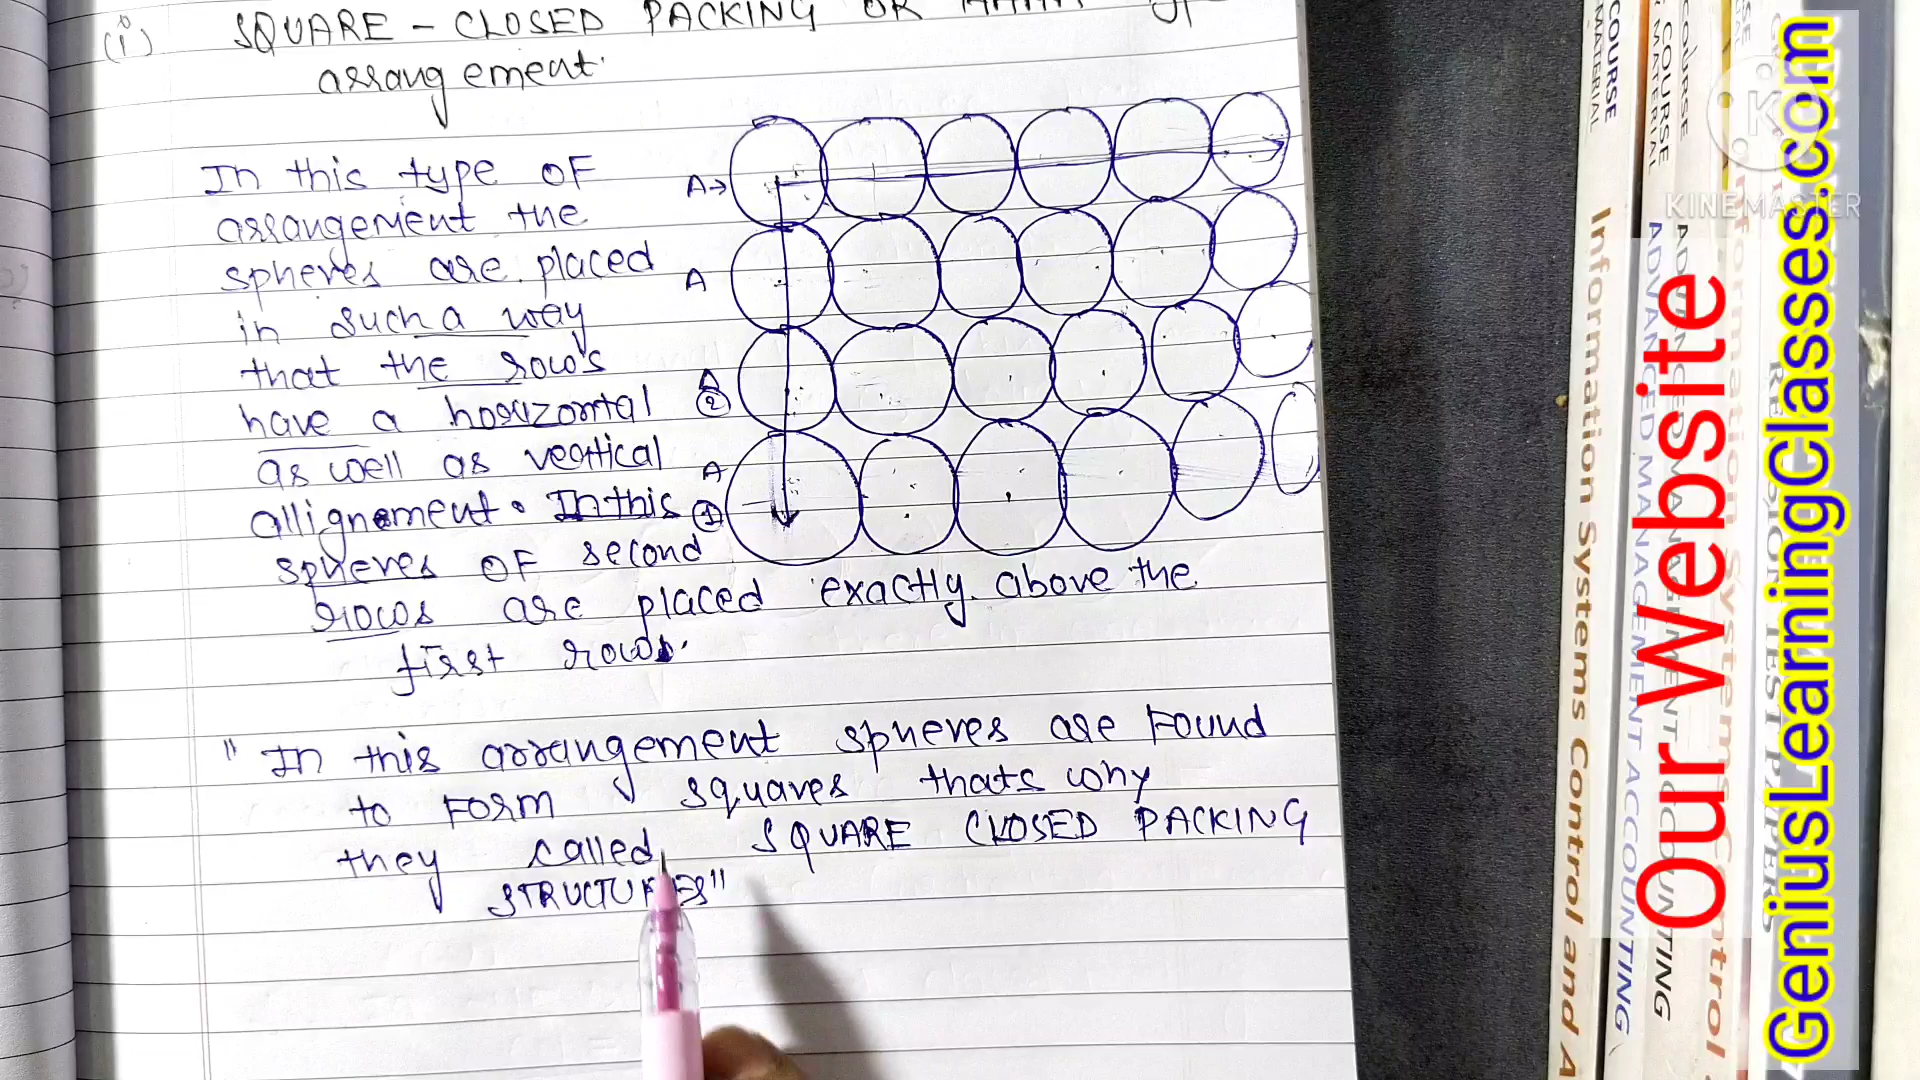 (i) SQUARE - CLOSED PACKING OR
arrangement.
In this type OF
arrangement the
spheres are placed
in such a way
that the rows
have a horizontal
as well as vertical
allignement. In this
spheres OF second
rows are placed exactly above the
first rows.
A→
A
A
②
A
①
" In this arrangement spheres are Found
to FORM squares thats why
they called SQUARE CLOSED PACKING
STRUCTURES"
COURSE
MATERIAL
COURSE
MATERIAL
K
KINEMASTER
Information Systems Control and A
ADVANCED MANAGEMENT ACCOUNTING
Our Website
GeniusLearningClasses.com